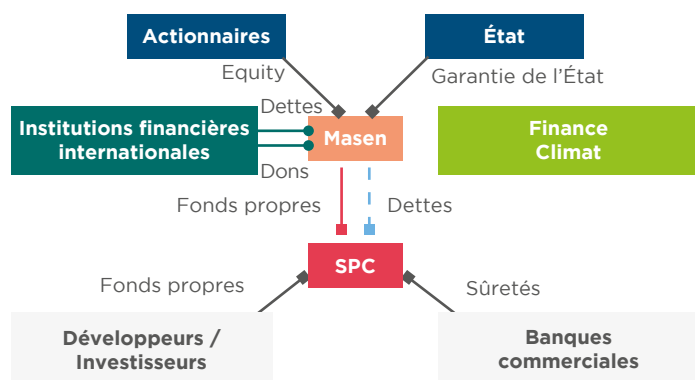 Actionnaires
État
Equity
Garantie de l’État
Dettes
Institutions financières
internationales
Masen
Finance
Climat
Dons
Fonds propres
Dettes
SPC
Fonds propres
Sûretés
Développeurs /
Investisseurs
Banques
commerciales